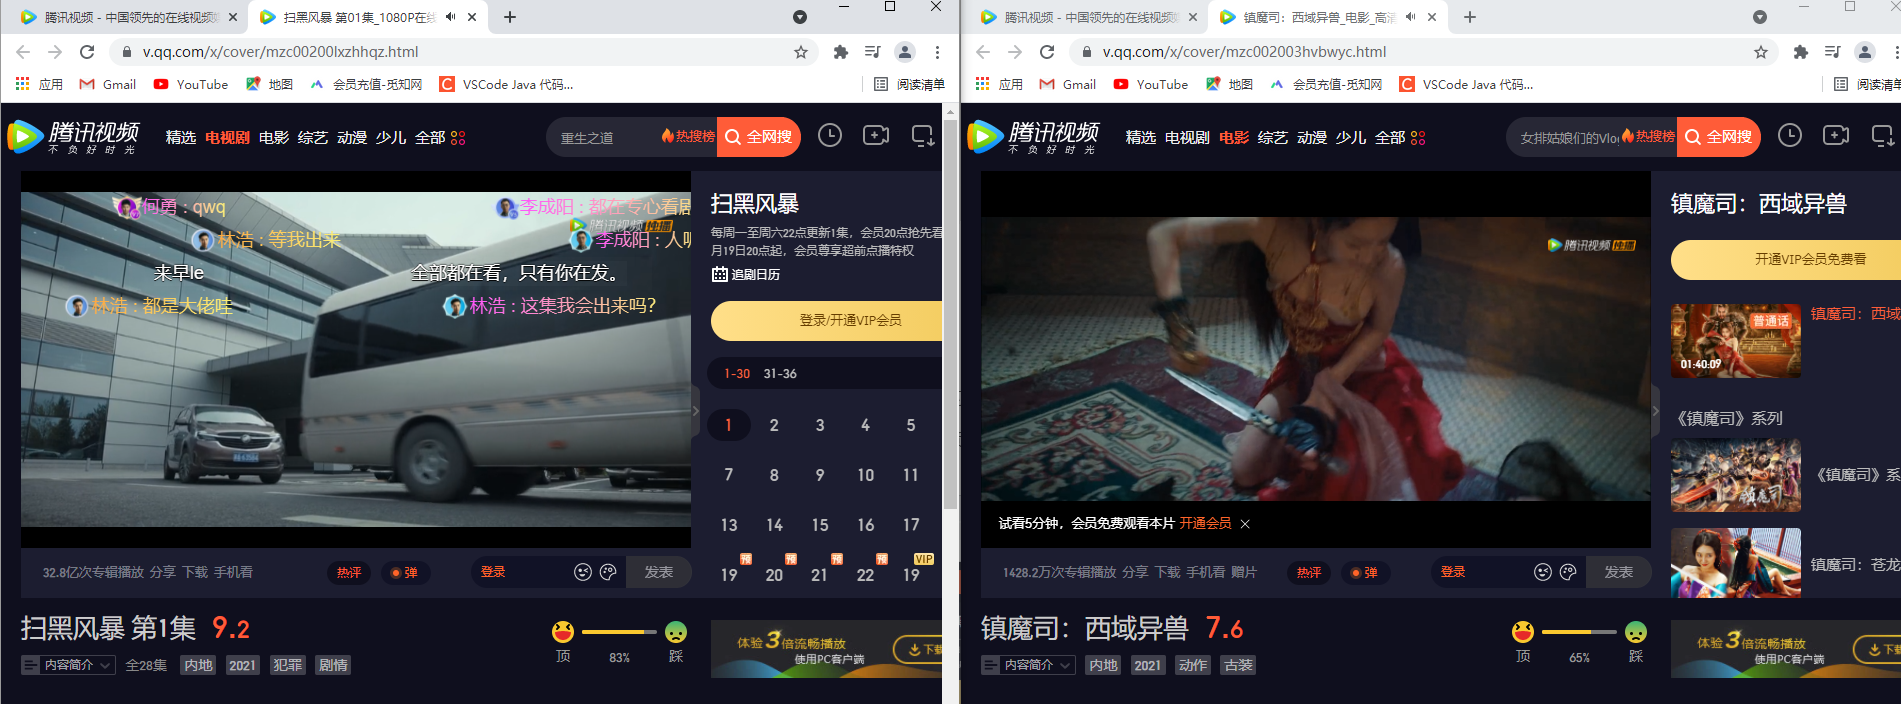 腾讯视频 - 中国领先的在线视频
扫黑风暴 第01集_1080P在线
v.qq.com/x/cover/mzc00200lxzhhqz.html
应用
Gmail
YouTube
地图
会员充值-觅知网
VSCode Java 代码...
阅读清单
腾讯视频
不负好时光
精选 电视剧 电影 综艺 动漫 少儿 全部
重生之道
热搜榜
全网搜
何勇 : qwq
李成阳 : 都在专心看剧
腾讯视频 独播
林浩 : 等我出来
李成阳 : 人
来早le
全部都在看，只有你在发。
林浩 : 都是大佬哇
林浩 : 这集我会出来吗?
扫黑风暴
每周一至周六22点更新1集，会员20点抢先看
月19日20点起，会员尊享超前点播特权
追剧日历
登录/开通VIP会员
1-30 31-36
1 2 3 4 5
7 8 9 10 11
13 14 15 16 17
预 预 预 预 VIP
19 20 21 22 19
32.8亿次专辑播放 分享 下载 手机看
热评
弹
登录
发表
扫黑风暴 第1集 9.2
内容简介
全28集
内地
2021
犯罪
剧情
顶
83%
踩
体验3倍流畅播放
使用PC客户端
下载
腾讯视频 - 中国领先的在线视频
镇魔司：西域异兽_电影_高清
v.qq.com/x/cover/mzc002003hvbwyc.html
应用
Gmail
YouTube
地图
会员充值-觅知网
VSCode Java 代码...
阅读清单
腾讯视频
不负好时光
精选 电视剧 电影 综艺 动漫 少儿 全部
女排姑娘们的Vlog
热搜榜
全网搜
腾讯视频 独播
试看5分钟，会员免费观看本片 开通会员
镇魔司：西域异兽
开通VIP会员免费看
普通话
01:40:09
镇魔司：西域
《镇魔司》系列
镇魔司
《镇魔司》系
镇魔司：苍龙
1428.2万次专辑播放 分享 下载 手机看 赠片
热评
弹
登录
发表
镇魔司：西域异兽 7.6
内容简介
内地
2021
动作
古装
顶
65%
踩
体验3倍流畅播放
使用PC客户端
下载